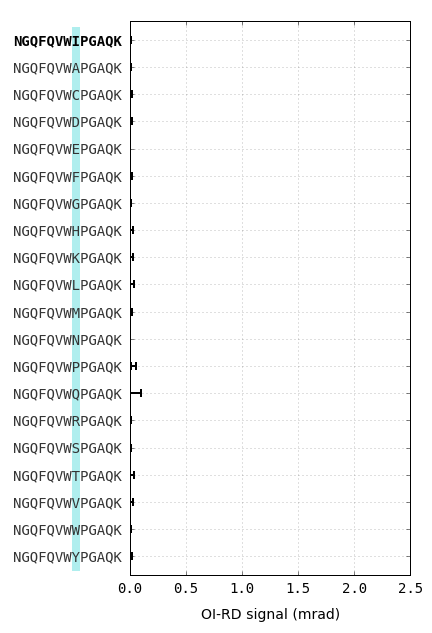 NGQFQVWIPGAQK
NGQFQVWAPGAQK
NGQFQVWCPGAQK
NGQFQVWDPGAQK
NGQFQVWEPGAQK
NGQFQVWFPGAQK
NGQFQVWGPGAQK
NGQFQVWHPGAQK
NGQFQVWKPGAQK
NGQFQVWLPGAQK
NGQFQVWMPGAQK
NGQFQVWNPGAQK
NGQFQVWPPGAQK
NGQFQVWQPGAQK
NGQFQVWRPGAQK
NGQFQVWSPGAQK
NGQFQVWTPGAQK
NGQFQVWVPGAQK
NGQFQVWWPGAQK
NGQFQVWYPGAQK
0.0 0.5 1.0 1.5 2.0 2.5
OI-RD signal (mrad)